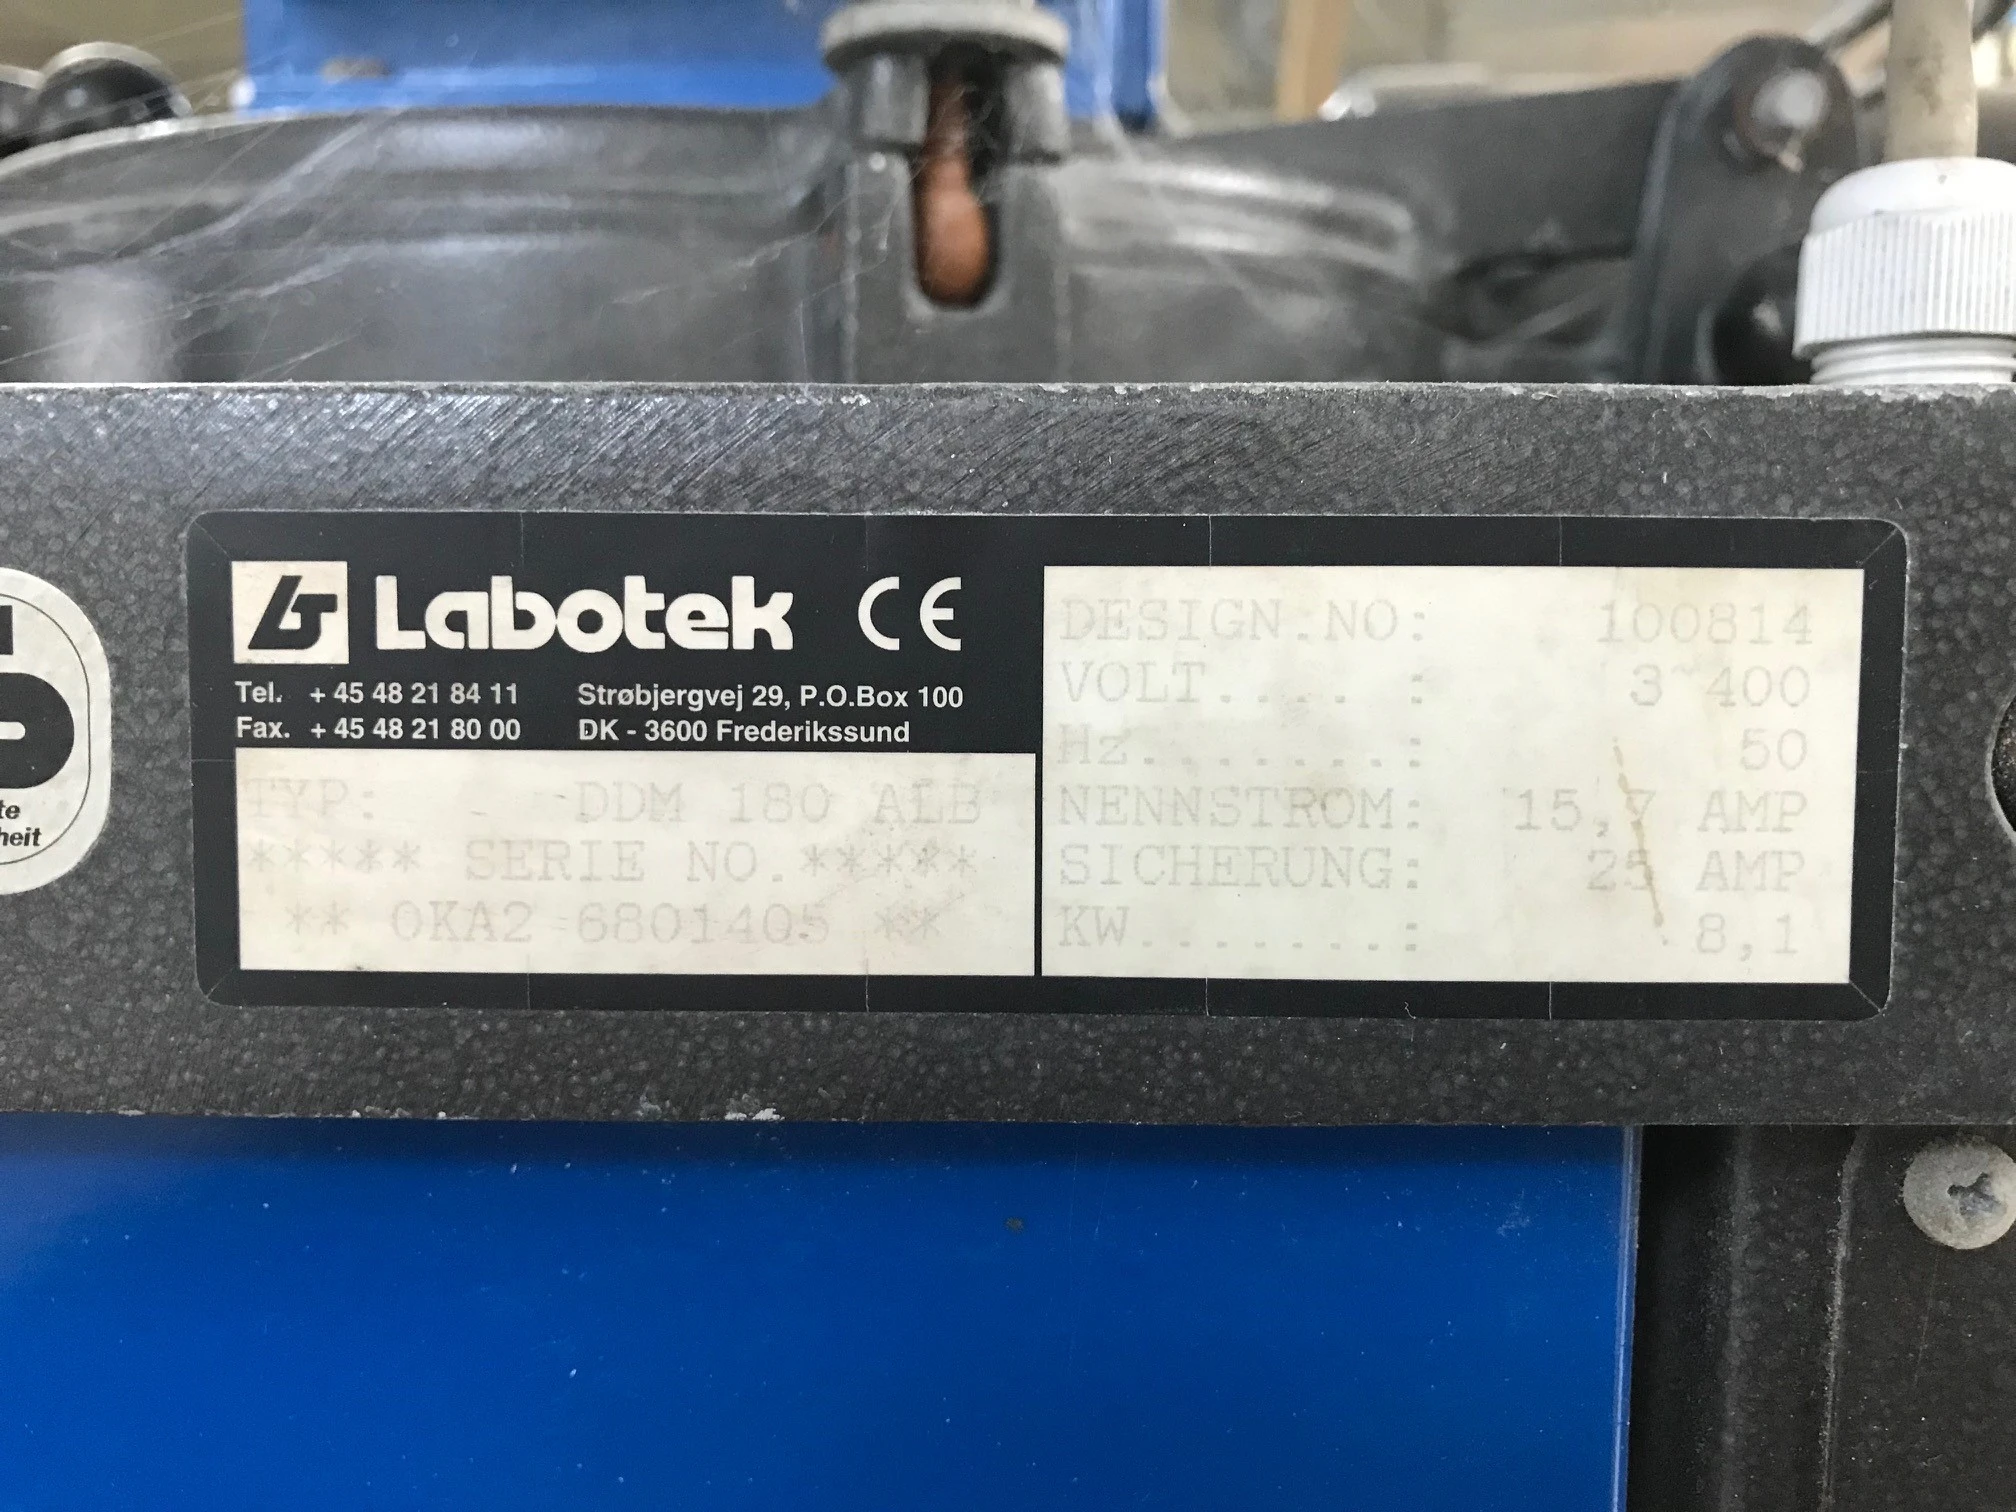 Labotek CE
Tel. + 45 48 21 84 11 Strøbjergvej 29, P.O.Box 100
Fax. + 45 48 21 80 00 DK - 3600 Frederikssund
TYP: DDM 180 ALB
***** SERIE NO.*****
** 0KA2 6801405 **
DESIGN.NO: 100814
VOLT.... : 3~400
Hz........: 50
NENNSTROM: 15,7 AMP
SICHERUNG: 25 AMP
KW........: 8,1